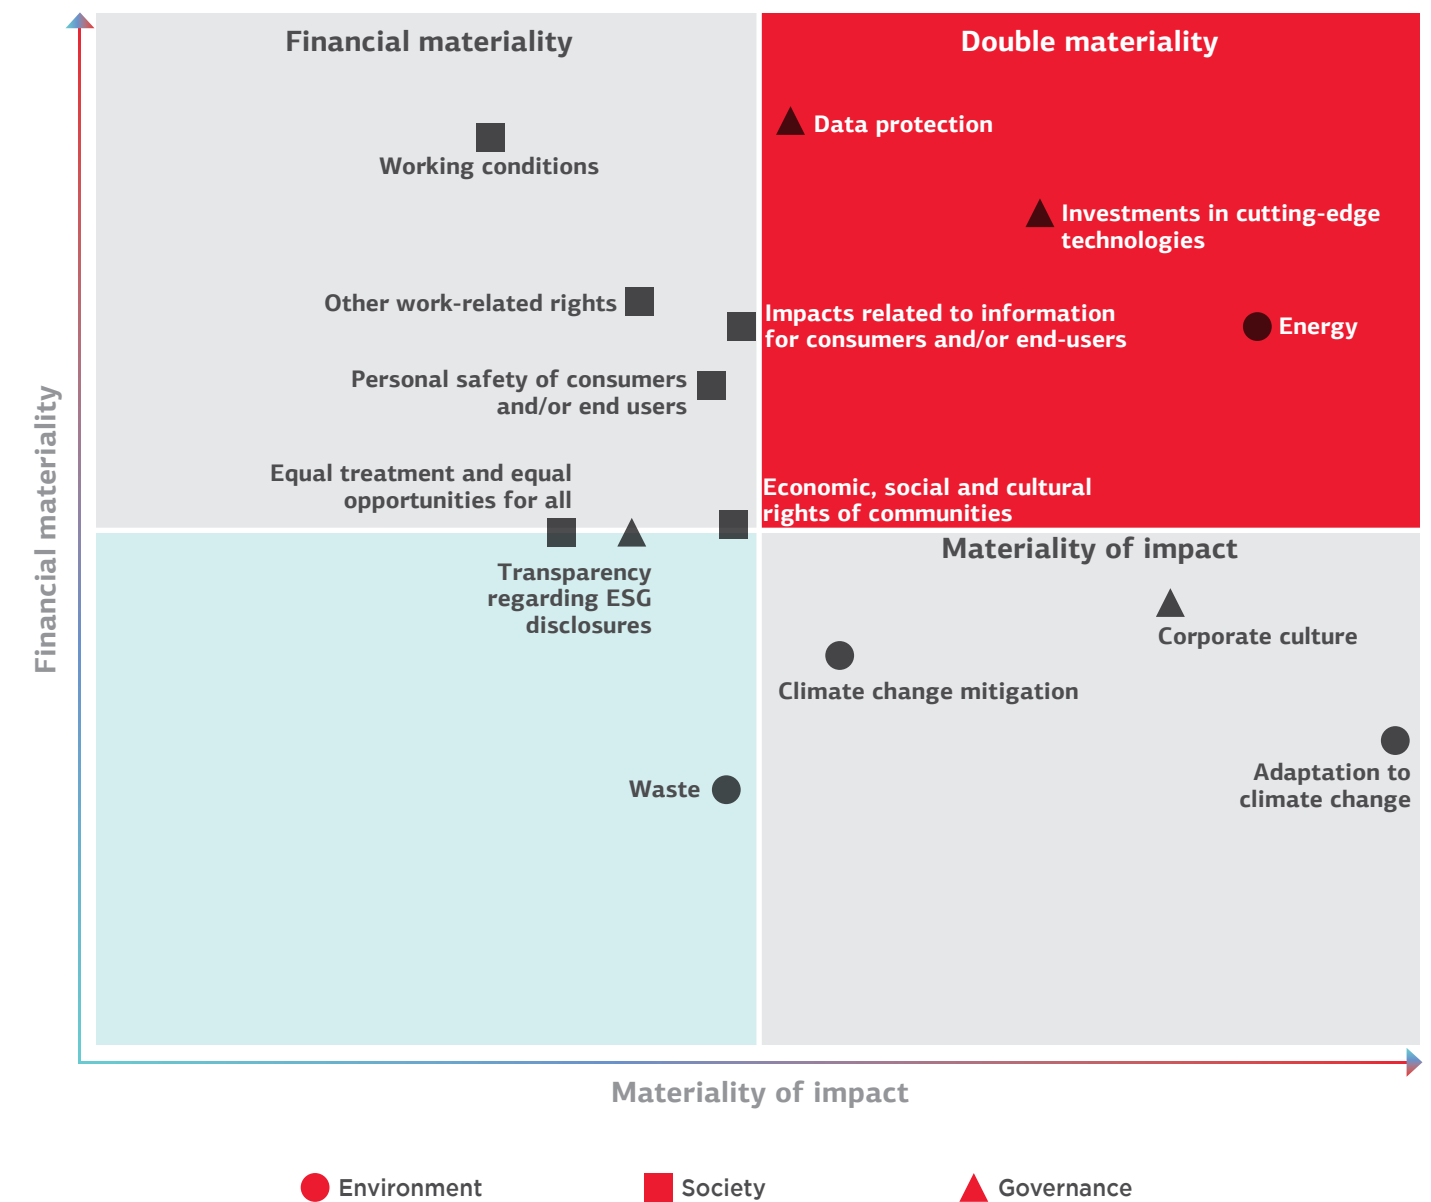 Financial materiality
Double materiality
Data protection
Working conditions
Investments in cutting-edge
technologies
Other work-related rights
Impacts related to information
for consumers and/or end-users
Energy
Personal safety of consumers
and/or end users
Equal treatment and equal
opportunities for all
Economic, social and cultural
rights of communities
Materiality of impact
Transparency
regarding ESG
disclosures
Corporate culture
Climate change mitigation
Adaptation to
climate change
Waste
Financial materiality
Materiality of impact
Environment
Society
Governance